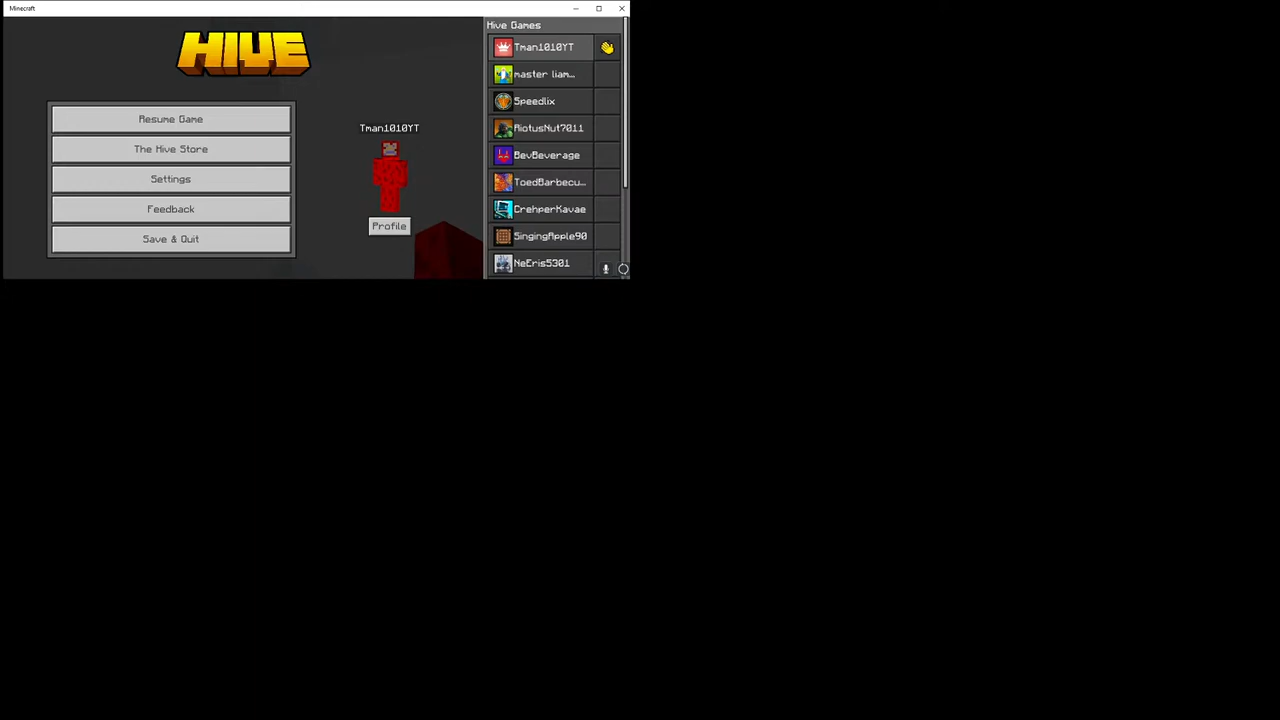 Minecraft
HIVE
Resume Game
The Hive Store
Settings
Feedback
Save & Quit
Tman1010YT
Profile
Hive Games
Tman1010YT
master liam...
Speedlix
RiotusNut7011
BevBeverage
ToedBarbecu...
CrehperKavae
SingingApple90
NeEris5301